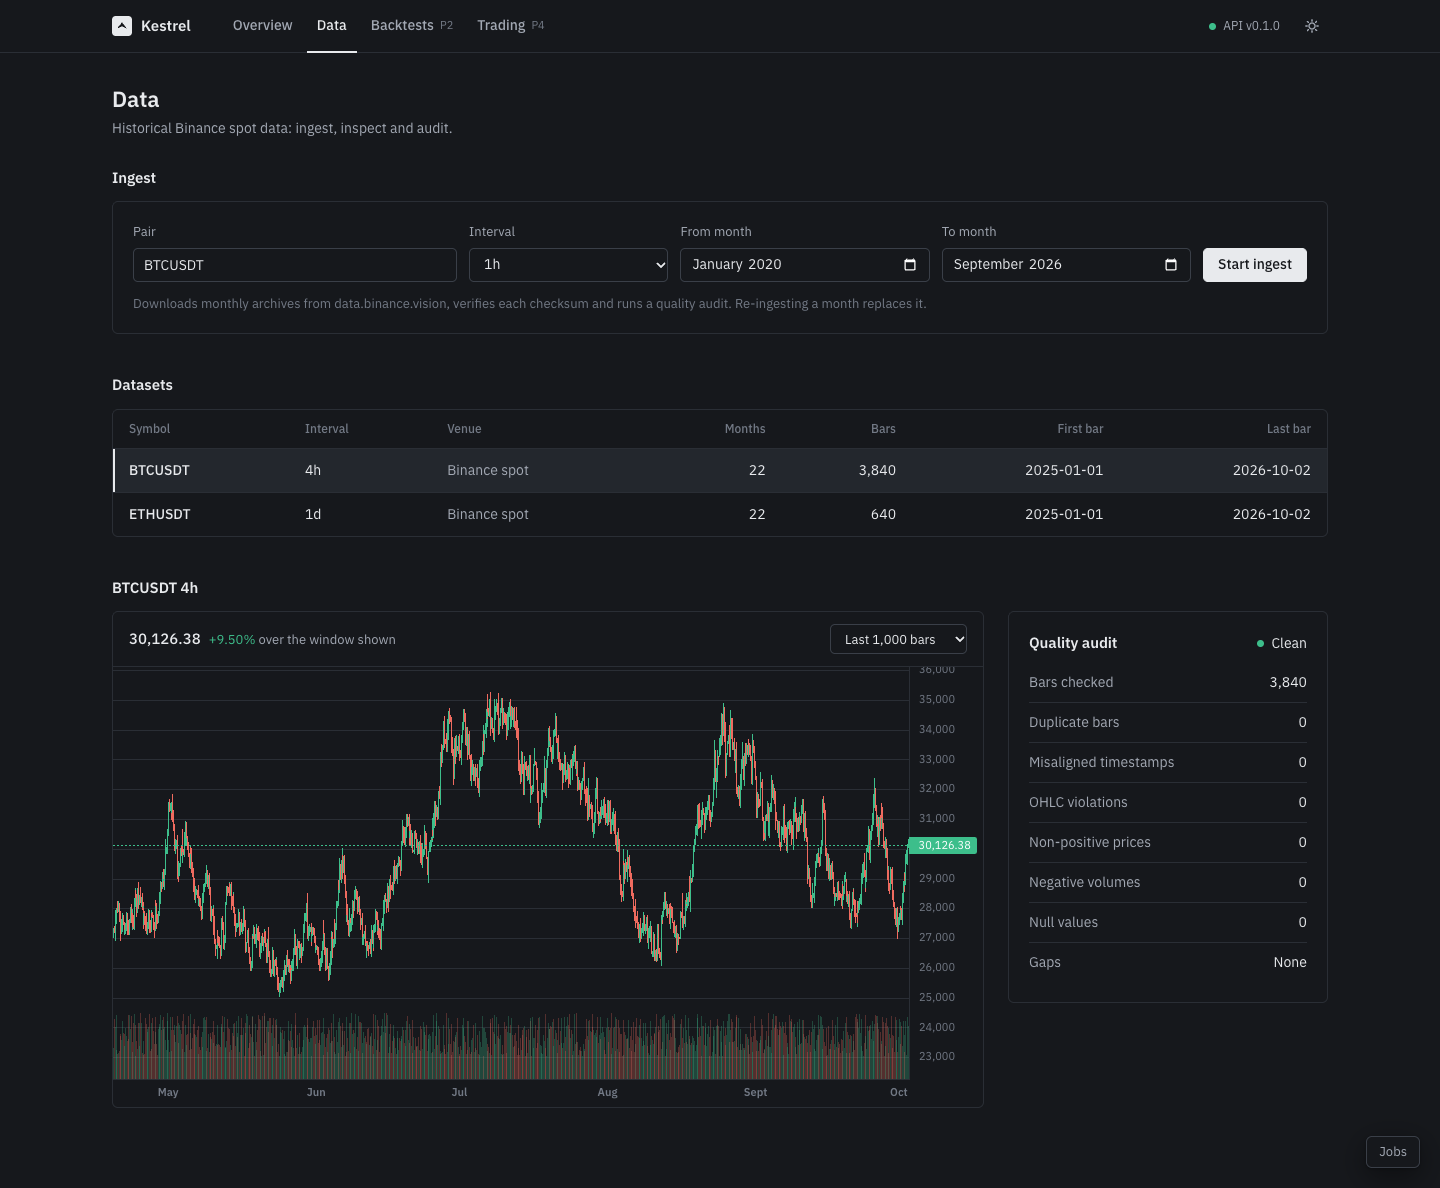 Kestrel Overview Data Backtests P2 Trading P4 API v0.1.0
Data
Historical Binance spot data: ingest, inspect and audit.
Ingest
Pair Interval From month To month
BTCUSDT 1h January 2020 September 2026 Start ingest
Downloads monthly archives from data.binance.vision, verifies each checksum and runs a quality audit. Re-ingesting a month replaces it.
Datasets
Symbol Interval Venue Months Bars First bar Last bar
BTCUSDT 4h Binance spot 22 3,840 2025-01-01 2026-10-02
ETHUSDT 1d Binance spot 22 640 2025-01-01 2026-10-02
BTCUSDT 4h
30,126.38 +9.50% over the window shown Last 1,000 bars
36,000
35,000
34,000
33,000
32,000
31,000
30,126.38
29,000
28,000
27,000
26,000
25,000
24,000
23,000
May Jun Jul Aug Sept Oct
Quality audit Clean
Bars checked 3,840
Duplicate bars 0
Misaligned timestamps 0
OHLC violations 0
Non-positive prices 0
Negative volumes 0
Null values 0
Gaps None
Jobs